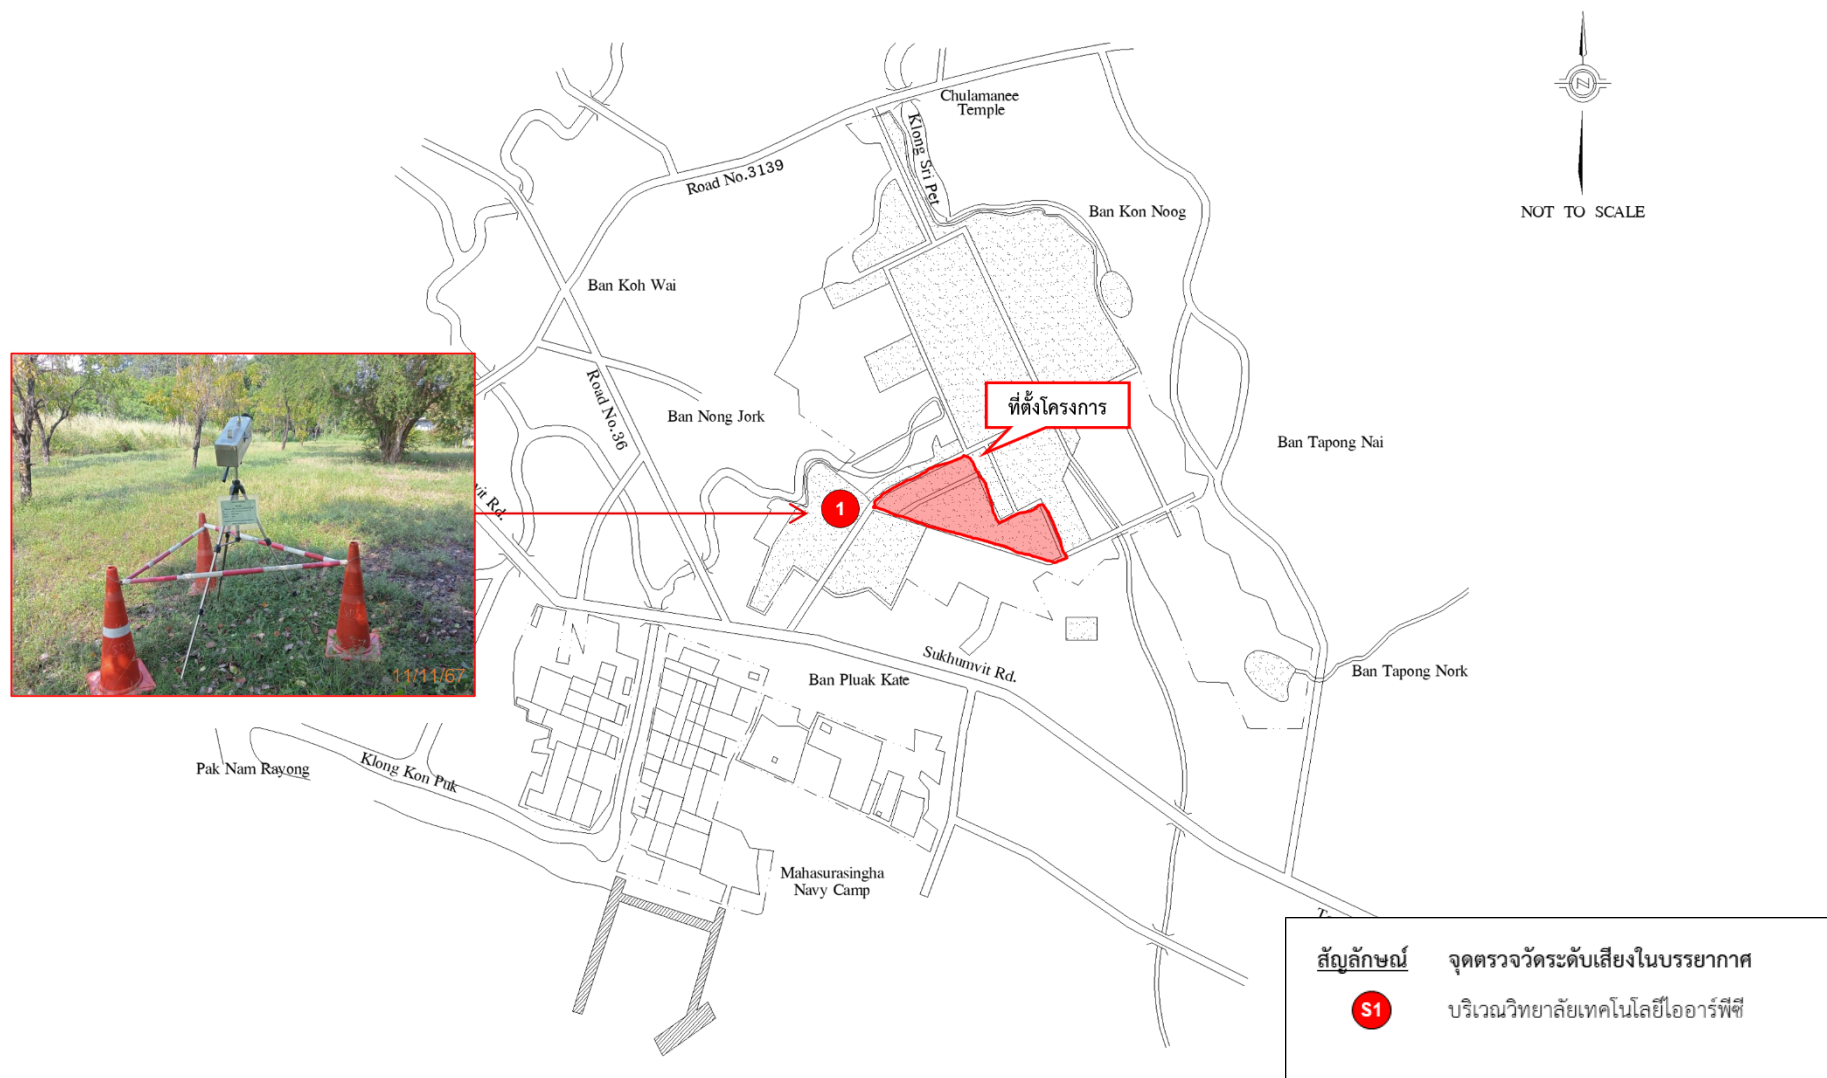 Chulamanee
Temple
Klong Sri Pet
Road No.3139
Ban Kon Noog
NOT TO SCALE
Z
Ban Koh Wai
Road No.36
Ban Nong Jork
ที่ตั้งโครงการ
Ban Tapong Nai
1
Rd.
11/11/67
Sukhumvit Rd.
Ban Pluak Kate
Ban Tapong Nork
Pak Nam Rayong
Klong Kon Puk
Mahasurasingha
Navy Camp
สัญลักษณ์ จุดตรวจวัดระดับเสียงในบรรยากาศ
S1 บริเวณวิทยาลัยเทคโนโลยีไออาร์พีซี